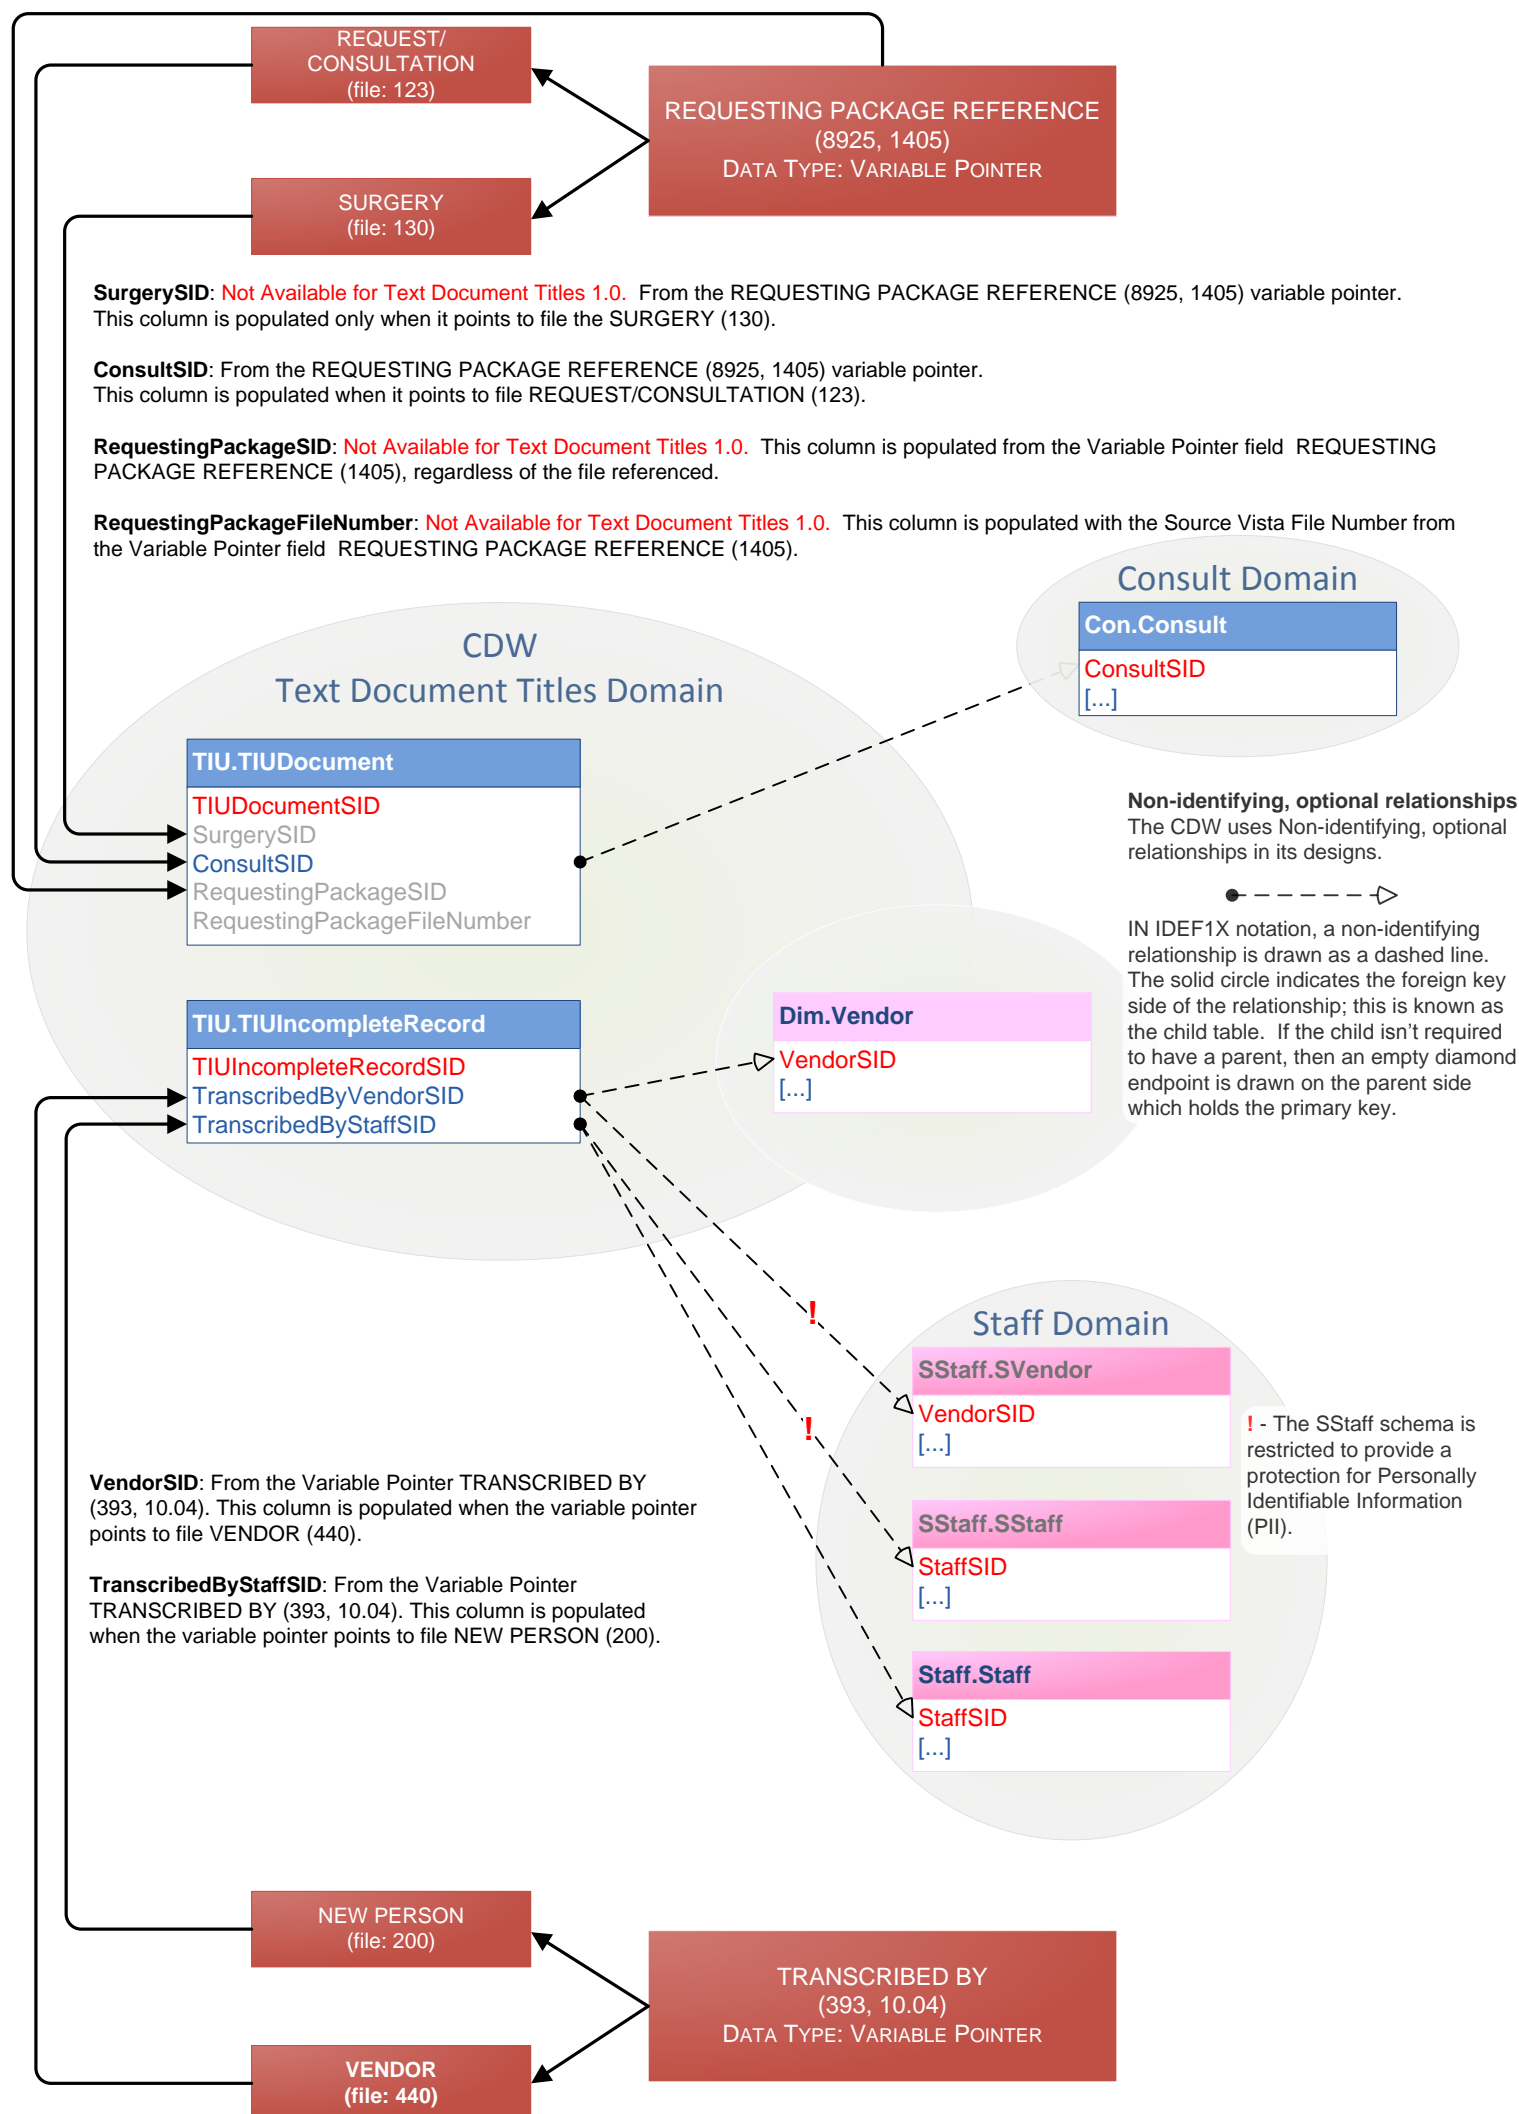 REQUEST/
CONSULTATION
(file: 123)
REQUESTING PACKAGE REFERENCE
(8925, 1405)
DATA TYPE: VARIABLE POINTER
SURGERY
(file: 130)
SurgerySID: Not Available for Text Document Titles 1.0.  From the REQUESTING PACKAGE REFERENCE (8925, 1405) variable pointer.
This column is populated only when it points to file the SURGERY (130).
ConsultSID: From the REQUESTING PACKAGE REFERENCE (8925, 1405) variable pointer.
This column is populated when it points to file REQUEST/CONSULTATION (123).
RequestingPackageSID: Not Available for Text Document Titles 1.0.  This column is populated from the Variable Pointer field  REQUESTING
PACKAGE REFERENCE (1405), regardless of the file referenced.
RequestingPackageFileNumber: Not Available for Text Document Titles 1.0.  This column is populated with the Source Vista File Number from
the Variable Pointer field  REQUESTING PACKAGE REFERENCE (1405).
Consult Domain
Con.Consult
ConsultSID
[...]
CDW
Text Document Titles Domain
TIU.TIUDocument
TIUDocumentSID
SurgerySID
ConsultSID
RequestingPackageSID
RequestingPackageFileNumber
Non-identifying, optional relationships
The CDW uses Non-identifying, optional
relationships in its designs.
IN IDEF1X notation, a non-identifying
relationship is drawn as a dashed line.
The solid circle indicates the foreign key
side of the relationship; this is known as
the child table.  If the child isn't required
to have a parent, then an empty diamond
endpoint is drawn on the parent side
which holds the primary key.
TIU.TIUIncompleteRecord
TIUIncompleteRecordSID
TranscribedByVendorSID
TranscribedByStaffSID
Dim.Vendor
VendorSID
[...]
!
!
Staff Domain
SStaff.SVendor
VendorSID
[...]
SStaff.SStaff
StaffSID
[...]
Staff.Staff
StaffSID
[...]
! - The SStaff schema is
restricted to provide a
protection for Personally
Identifiable Information
(PII).
VendorSID: From the Variable Pointer TRANSCRIBED BY
(393, 10.04). This column is populated when the variable pointer
points to file VENDOR (440).
TranscribedByStaffSID: From the Variable Pointer
TRANSCRIBED BY (393, 10.04). This column is populated
when the variable pointer points to file NEW PERSON (200).
NEW PERSON
(file: 200)
TRANSCRIBED BY
(393, 10.04)
DATA TYPE: VARIABLE POINTER
VENDOR
(file: 440)